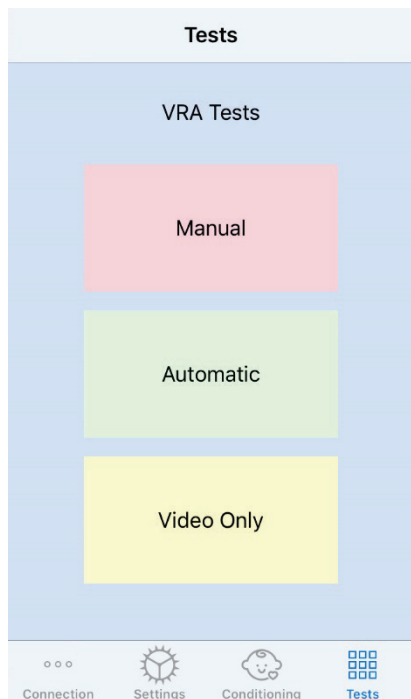 Tests
VRA Tests
Manual
Automatic
Video Only
Connection Settings Conditioning Tests